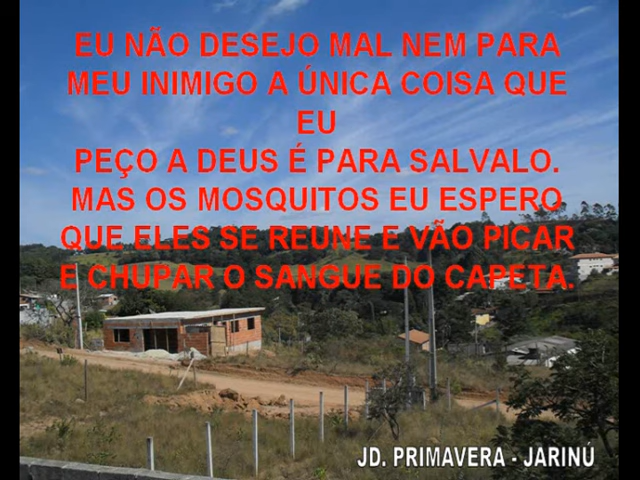 EU NÃO DESEJO MAL NEM PARA
MEU INIMIGO A ÚNICA COISA QUE
EU
PEÇO A DEUS É PARA SALVALO.
MAS OS MOSQUITOS EU ESPERO
QUE ELES SE REUNE E VÃO PICAR
E CHUPAR O SANGUE DO CAPETA.
JD. PRIMAVERA - JARINÚ